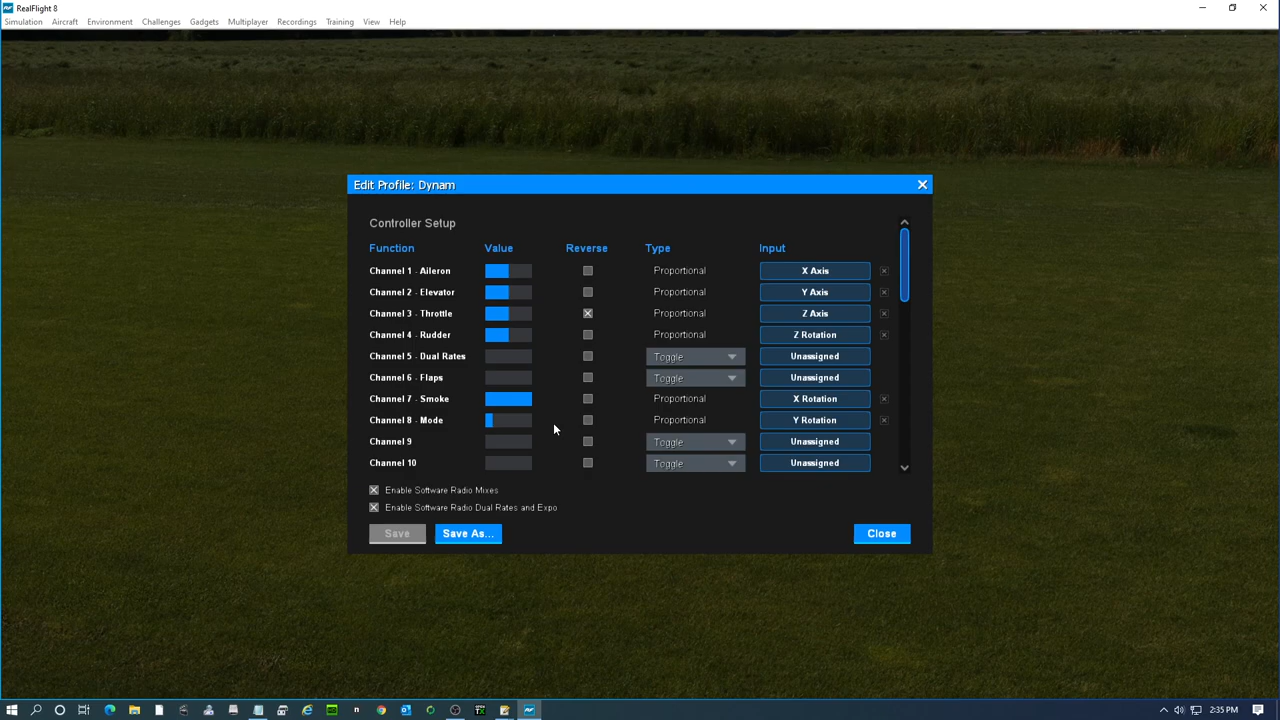 RealFlight 8
Simulation Aircraft Environment Challenges Gadgets Multiplayer Recordings Training View Help
Edit Profile: Dynam
Controller Setup
Function Value Reverse Type Input
Channel 1 - Aileron Proportional X Axis
Channel 2 - Elevator Proportional Y Axis
Channel 3 - Throttle Proportional Z Axis
Channel 4 - Rudder Proportional Z Rotation
Channel 5 - Dual Rates Toggle Unassigned
Channel 6 - Flaps Toggle Unassigned
Channel 7 - Smoke Proportional X Rotation
Channel 8 - Mode Proportional Y Rotation
Channel 9 Toggle Unassigned
Channel 10 Toggle Unassigned
Enable Software Radio Mixes
Enable Software Radio Dual Rates and Expo
Save Save As... Close
2:35 PM